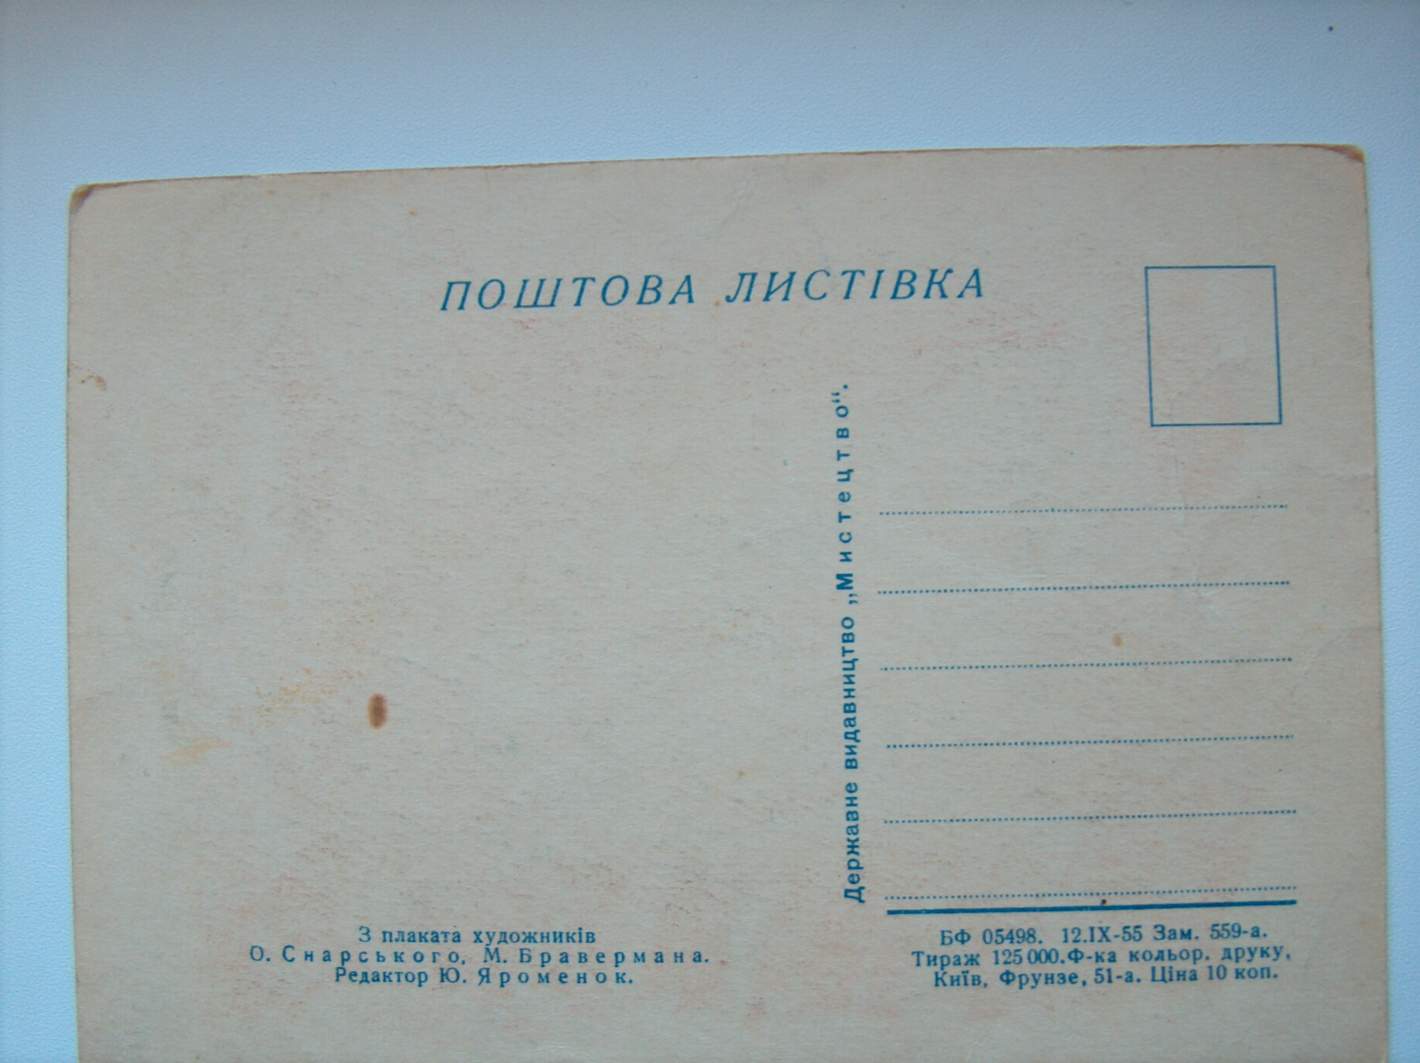 ПОШТОВА ЛИСТІВКА
Державне видавництво „Мистецтво“.
З плаката художників
О. Снарського, М. Бравермана.
Редактор Ю. Яроменок.
БФ 05498. 12.IX-55 Зам. 559-а.
Тираж 125 000. Ф-ка кольор. друку,
Київ, Фрунзе, 51-а. Ціна 10 коп.